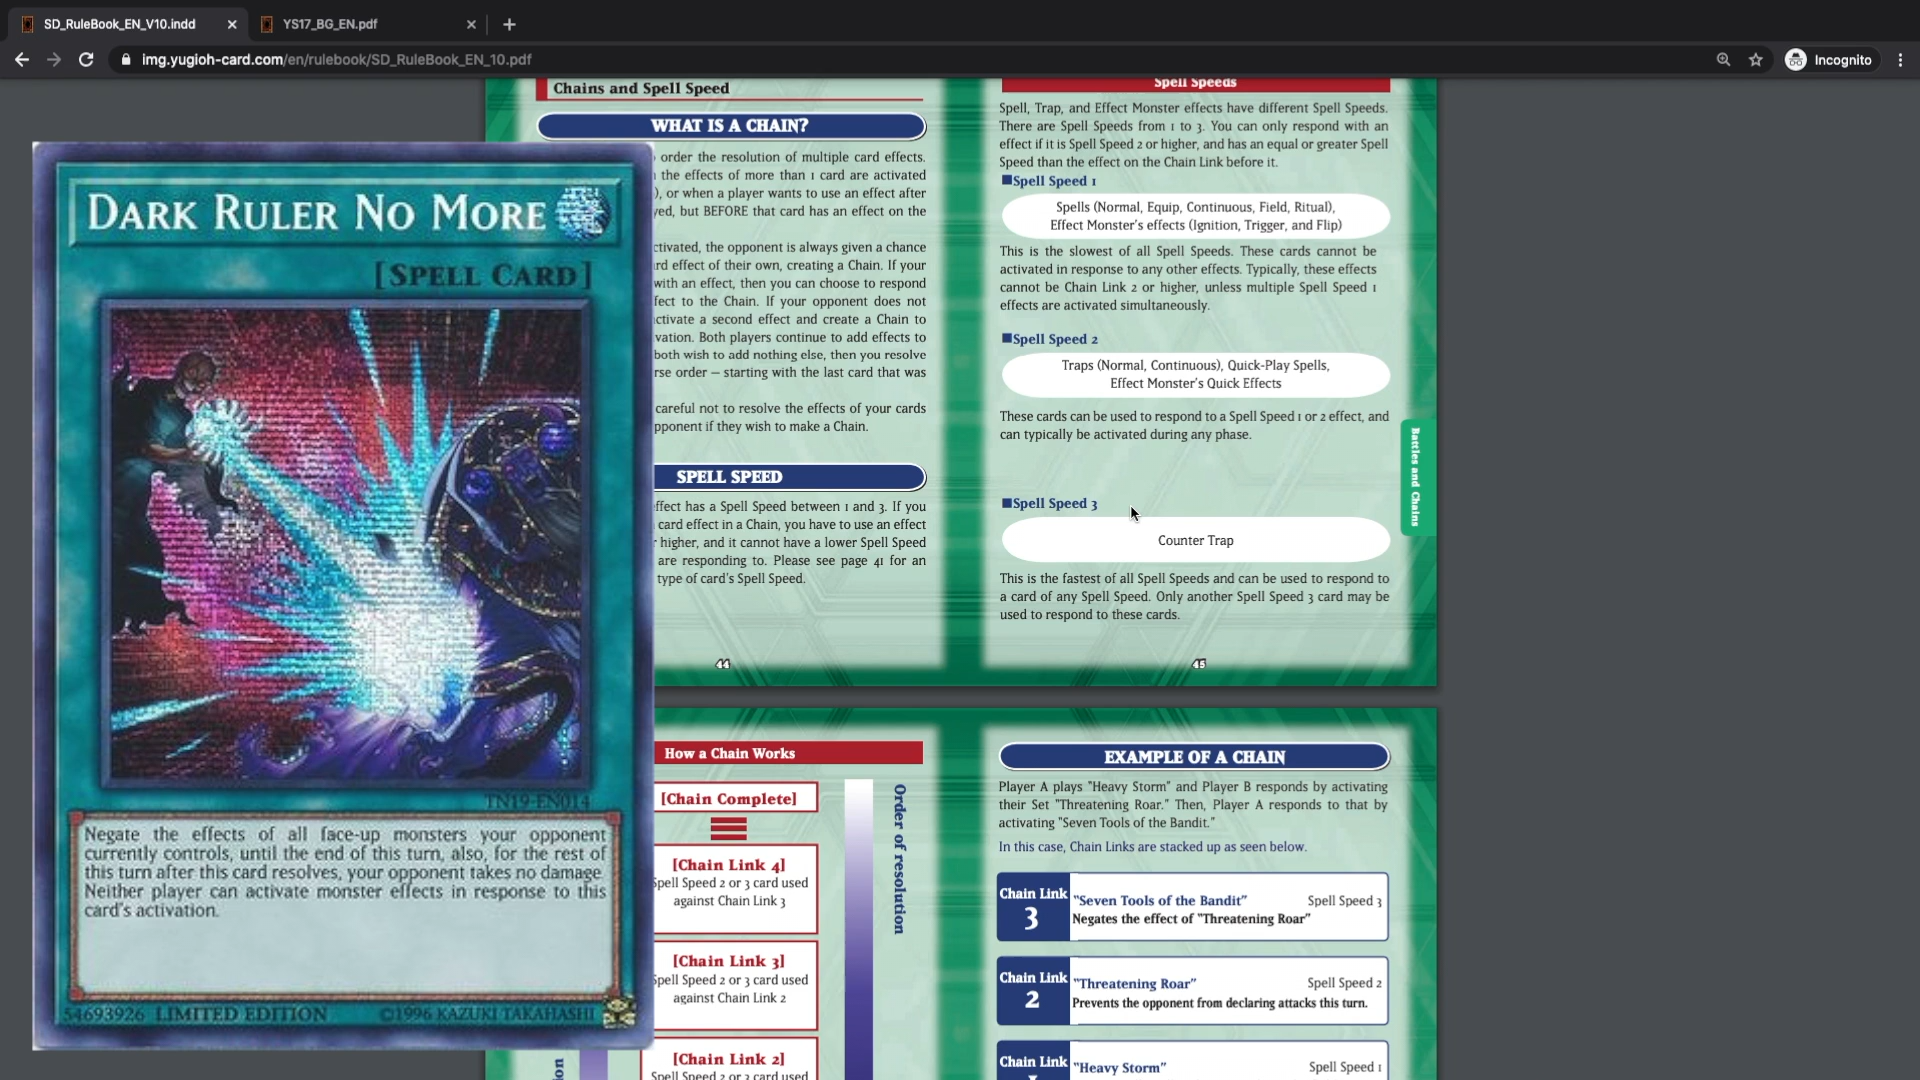 SD_RuleBook_EN_V10.indd
YS17_BG_EN.pdf
img.yugioh-card.com/en/rulebook/SD_RuleBook_EN_10.pdf
Incognito
DARK RULER NO MORE
[SPELL CARD]
TN19-EN014
Negate the effects of all face-up monsters your opponent
currently controls, until the end of this turn, also, for the rest of
this turn after this card resolves, your opponent takes no damage.
Neither player can activate monster effects in response to this
card's activation.
54693926 LIMITED EDITION
©1996 KAZUKI TAKAHASHI
Chains and Spell Speed
WHAT IS A CHAIN?
order the resolution of multiple card effects.
the effects of more than 1 card are activated
), or when a player wants to use an effect after
yed, but BEFORE that card has an effect on the
ctivated, the opponent is always given a chance
rd effect of their own, creating a Chain. If your
with an effect, then you can choose to respond
fect to the Chain. If your opponent does not
ctivate a second effect and create a Chain to
vation. Both players continue to add effects to
both wish to add nothing else, then you resolve
rse order – starting with the last card that was
careful not to resolve the effects of your cards
pponent if they wish to make a Chain.
SPELL SPEED
ffect has a Spell Speed between 1 and 3. If you
card effect in a Chain, you have to use an effect
r higher, and it cannot have a lower Spell Speed
are responding to. Please see page 41 for an
type of card's Spell Speed.
44
Spell Speeds
Spell, Trap, and Effect Monster effects have different Spell Speeds.
There are Spell Speeds from 1 to 3. You can only respond with an
effect if it is Spell Speed 2 or higher, and has an equal or greater Spell
Speed than the effect on the Chain Link before it.
■Spell Speed 1
Spells (Normal, Equip, Continuous, Field, Ritual),
Effect Monster's effects (Ignition, Trigger, and Flip)
This is the slowest of all Spell Speeds. These cards cannot be
activated in response to any other effects. Typically, these effects
cannot be Chain Link 2 or higher, unless multiple Spell Speed 1
effects are activated simultaneously.
■Spell Speed 2
Traps (Normal, Continuous), Quick-Play Spells,
Effect Monster's Quick Effects
These cards can be used to respond to a Spell Speed 1 or 2 effect, and
can typically be activated during any phase.
■Spell Speed 3
Counter Trap
This is the fastest of all Spell Speeds and can be used to respond to
a card of any Spell Speed. Only another Spell Speed 3 card may be
used to respond to these cards.
45
Battles and Chains
How a Chain Works
[Chain Complete]
[Chain Link 4]
Spell Speed 2 or 3 card used
against Chain Link 3
[Chain Link 3]
Spell Speed 2 or 3 card used
against Chain Link 2
[Chain Link 2]
Spell Speed 2 or 3 card used
Order of resolution
ion
EXAMPLE OF A CHAIN
Player A plays "Heavy Storm" and Player B responds by activating
their Set "Threatening Roar." Then, Player A responds to that by
activating "Seven Tools of the Bandit."
In this case, Chain Links are stacked up as seen below.
Chain Link 3
"Seven Tools of the Bandit" Spell Speed 3
Negates the effect of "Threatening Roar"
Chain Link 2
"Threatening Roar" Spell Speed 2
Prevents the opponent from declaring attacks this turn.
Chain Link
"Heavy Storm" Spell Speed 1